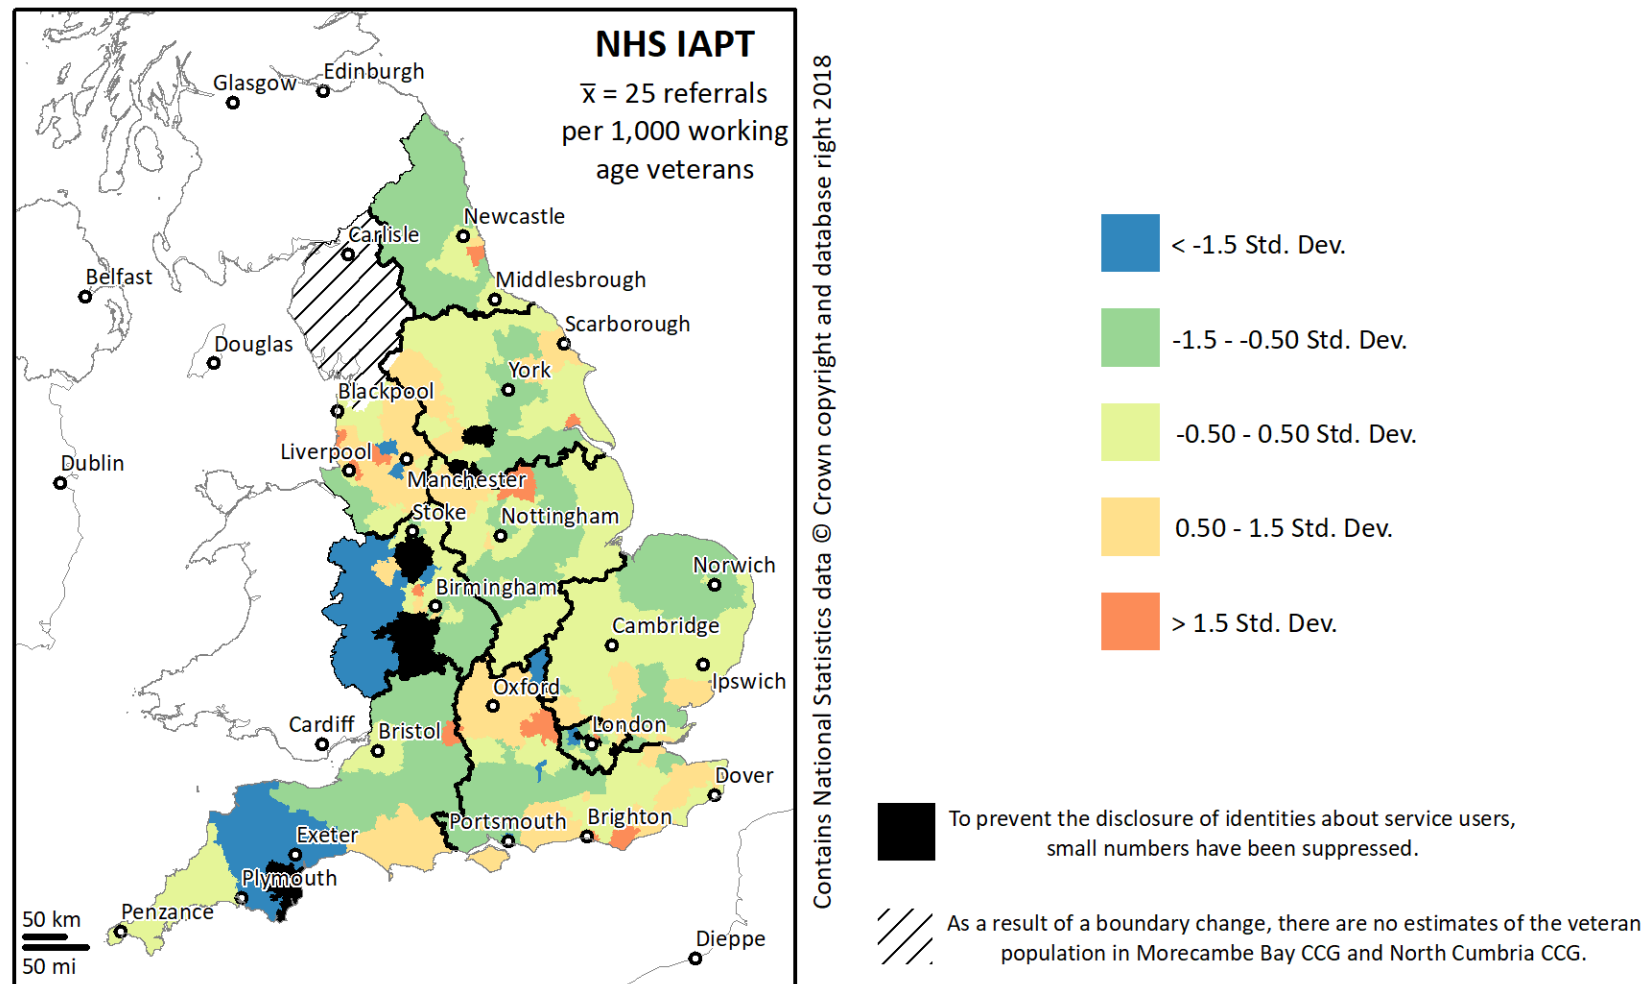 NHS IAPT
x̅ = 25 referrals
per 1,000 working
age veterans
Glasgow
Edinburgh
Newcastle
Carlisle
Belfast
Middlesbrough
Scarborough
Douglas
York
Blackpool
Liverpool
Dublin
Manchester
Stoke
Nottingham
Norwich
Birmingham
Cambridge
Ipswich
Oxford
Cardiff
Bristol
London
Dover
Portsmouth
Brighton
Exeter
Plymouth
Penzance
Dieppe
50 km
50 mi
Contains National Statistics data © Crown copyright and database right 2018
< -1.5 Std. Dev.
-1.5 - -0.50 Std. Dev.
-0.50 - 0.50 Std. Dev.
0.50 - 1.5 Std. Dev.
> 1.5 Std. Dev.
To prevent the disclosure of identities about service users,
small numbers have been suppressed.
As a result of a boundary change, there are no estimates of the veteran
population in Morecambe Bay CCG and North Cumbria CCG.